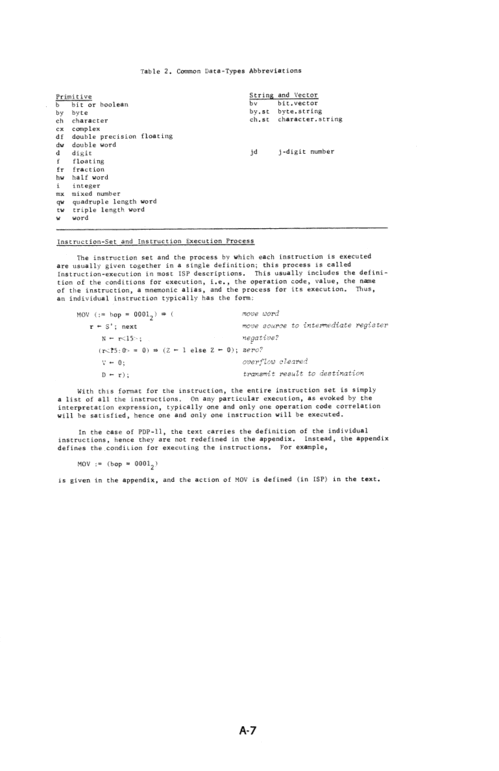 Table 2. Common Data-Types Abbreviations
Primitive
b bit or boolean
by byte
ch character
cx complex
df double precision floating
dw double word
d digit
f floating
fr fraction
hw half word
i integer
mx mixed number
qw quadruple length word
tw triple length word
w word
String and Vector
bv bit.vector
by.st byte.string
ch.st character.string
jd j-digit number
Instruction-Set and Instruction Execution Process
The instruction set and the process by which each instruction is executed
are usually given together in a single definition; this process is called
Instruction-execution in most ISP descriptions. This usually includes the defini-
tion of the conditions for execution, i.e., the operation code, value, the name
of the instruction, a mnemonic alias, and the process for its execution. Thus,
an individual instruction typically has the form:
MOV (:= bop = 0001₂) ⇒ ( move word
r ← S'; next move source to intermediate register
N ← r<15>; negative?
(r<15:0> = 0) ⇒ (Z ← 1 else Z ← 0); zero?
V ← 0; overflow cleared
D ← r); transmit result to destination
With this format for the instruction, the entire instruction set is simply
a list of all the instructions. On any particular execution, as evoked by the
interpretation expression, typically one and only one operation code correlation
will be satisfied, hence one and only one instruction will be executed.
In the case of PDP-11, the text carries the definition of the individual
instructions, hence they are not redefined in the appendix. Instead, the appendix
defines the condition for executing the instructions. For example,
MOV := (bop = 0001₂)
is given in the appendix, and the action of MOV is defined (in ISP) in the text.
A-7